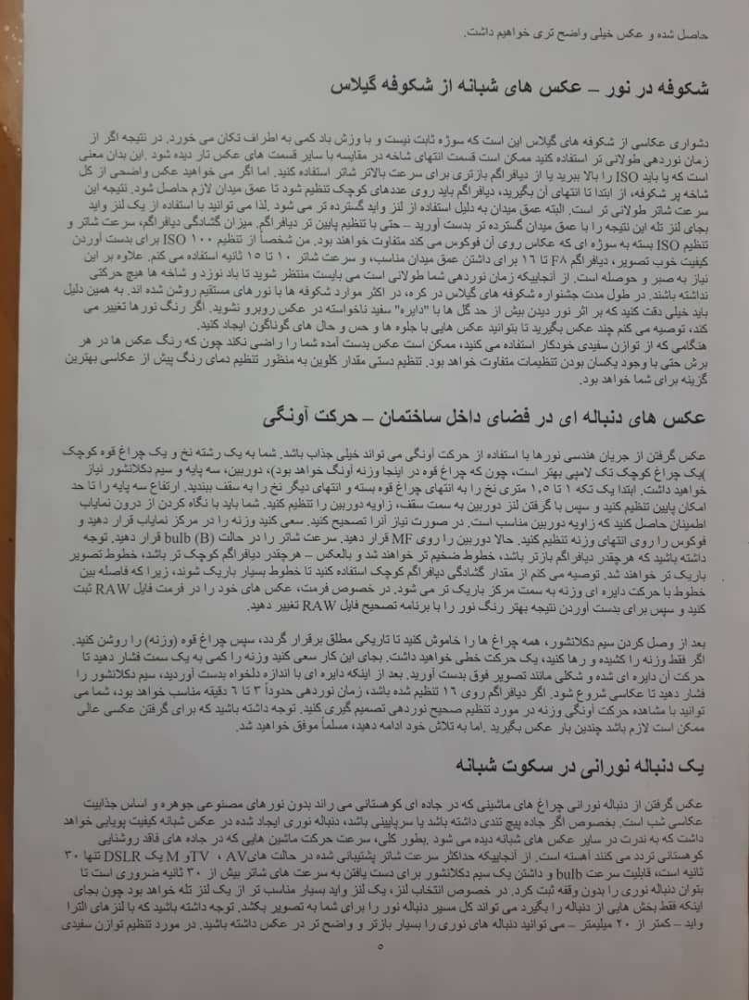 حاصل شده و عکس خیلی واضح تری خواهیم داشت.
شکوفه در نور – عکس های شبانه از شکوفه گیلاس
دشواری عکاسی از شکوفه های گیلاس این است که سوژه ثابت نیست و با وزش باد کمی به اطراف تکان می خورد. در نتیجه اگر از
زمان نوردهی طولانی تر استفاده کنید ممکن است قسمت انتهای شاخه در مقایسه با سایر قسمت های عکس تار دیده شود .این بدان معنی
است که یا باید ISO را بالا ببرید یا از دیافراگم بازتری برای سرعت بالاتر شاتر استفاده کنید. اما اگر می خواهید عکس واضحی از کل
شاخه پر شکوفه، از ابتدا تا انتهای آن بگیرید، دیافراگم باید روی عددهای کوچک تنظیم شود تا عمق میدان لازم حاصل شود. نتیجه این
سرعت شاتر طولانی تر است. البته عمق میدان به دلیل استفاده از لنز واید گسترده تر می شود .لذا می توانید با استفاده از یک لنز واید
بجای لنز تله این نتیجه را با عمق میدان گسترده تر بدست آورید – حتی با تنظیم پایین تر دیافراگم. میزان گشادگی دیافراگم، سرعت شاتر و
تنظیم ISO بسته به سوژه ای که عکاس روی آن فوکوس می کند متفاوت خواهند بود. من شخصاً از تنظیم ISO ۱۰۰ برای بدست آوردن
کیفیت خوب تصویر، دیافراگم F۸ تا ۱۶ برای داشتن عمق میدان مناسب، و سرعت شاتر ۱۰ تا ۱۵ ثانیه استفاده می کنم. علاوه بر این
نیاز به صبر و حوصله است. از آنجاییکه زمان نوردهی شما طولانی است می بایست منتظر شوید تا باد نوزد و شاخه ها هیچ حرکتی
نداشته باشند. در طول مدت جشنواره شکوفه های گیلاس در کره، در اکثر موارد شکوفه ها با نورهای مستقیم روشن شده اند. به همین دلیل
باید خیلی دقت کنید که بر اثر نور دیدن بیش از حد گل ها با "دایره" سفید ناخواسته در عکس روبرو نشوید. اگر رنگ نورها تغییر می
کند، توصیه می کنم چند عکس بگیرید تا بتوانید عکس هایی با جلوه ها و حس و حال های گوناگون ایجاد کنید.
هنگامی که از توازن سفیدی خودکار استفاده می کنید، ممکن است عکس بدست آمده شما را راضی نکند چون که رنگ عکس ها در هر
برش حتی با وجود یکسان بودن تنظیمات متفاوت خواهد بود. تنظیم دستی مقدار کلوین به منظور تنظیم دمای رنگ پیش از عکاسی بهترین
گزینه برای شما خواهد بود.
عکس های دنباله ای در فضای داخل ساختمان – حرکت آونگی
عکس گرفتن از جریان هندسی نورها با استفاده از حرکت آونگی می تواند خیلی جذاب باشد. شما به یک رشته نخ و یک چراغ قوه کوچک
)یک چراغ کوچک تک لامپی بهتر است، چون که چراغ قوه در اینجا وزنه آونگ خواهد بود(، دوربین، سه پایه و سیم دکلانشور نیاز
خواهید داشت. ابتدا یک تکه ۱ تا ۱,۵ متری نخ را به انتهای چراغ قوه بسته و انتهای دیگر نخ را به سقف ببندید. ارتفاع سه پایه را تا حد
امکان پایین تنظیم کنید و سپس با گرفتن لنز دوربین به سمت سقف، زاویه دوربین را تنظیم کنید. شما باید با نگاه کردن از درون نمایاب
اطمینان حاصل کنید که زاویه دوربین مناسب است. در صورت نیاز آنرا تصحیح کنید. سعی کنید وزنه را در مرکز نمایاب قرار دهید و
فوکوس را روی انتهای وزنه تنظیم کنید. حالا دوربین را روی MF قرار دهید. سرعت شاتر را در حالت bulb (B) قرار دهید. توجه
داشته باشید که هرچقدر دیافراگم بازتر باشد، خطوط ضخیم تر خواهند شد و بالعکس – هرچقدر دیافراگم کوچک تر باشد، خطوط تصویر
باریک تر خواهند شد. توصیه می کنم از مقدار گشادگی دیافراگم کوچک استفاده کنید تا خطوط بسیار باریک شوند، زیرا که فاصله بین
خطوط با حرکت دایره ای وزنه به سمت مرکز باریک تر می شود. در خصوص فرمت، عکس های خود را در فرمت فایل RAW ثبت
کنید و سپس برای بدست آوردن نتیجه بهتر رنگ نور را با برنامه تصحیح فایل RAW تغییر دهید.
بعد از وصل کردن سیم دکلانشور، همه چراغ ها را خاموش کنید تا تاریکی مطلق برقرار گردد، سپس چراغ قوه (وزنه) را روشن کنید.
اگر فقط وزنه را کشیده و رها کنید، یک حرکت خطی خواهید داشت. بجای این کار سعی کنید وزنه را کمی به یک سمت فشار دهید تا
حرکت آن دایره ای شده و شکلی مانند تصویر فوق بدست آورید. بعد از اینکه دایره ای با اندازه دلخواه بدست آوردید، سیم دکلانشور را
فشار دهید تا عکاسی شروع شود. اگر دیافراگم روی ۱۶ تنظیم شده باشد، زمان نوردهی حدوداً ۳ تا ۶ دقیقه مناسب خواهد بود، شما می
توانید با مشاهده حرکت آونگی وزنه در مورد تنظیم صحیح نوردهی تصمیم گیری کنید. توجه داشته باشید که برای گرفتن عکسی عالی
ممکن است لازم باشد چندین بار عکس بگیرید .اما به تلاش خود ادامه دهید، مسلماً موفق خواهید شد.
یک دنباله نورانی در سکوت شبانه
عکس گرفتن از دنباله نورانی چراغ های ماشینی که در جاده ای کوهستانی می راند بدون نورهای مصنوعی جوهره و اساس جذابیت
عکاسی شب است. بخصوص اگر جاده پیچ تندی داشته باشد یا سرپایینی باشد، دنباله نوری ایجاد شده در عکس شبانه کیفیت پویایی خواهد
داشت که به ندرت در سایر عکس های شبانه دیده می شود .بطور کلی، سرعت حرکت ماشین هایی که در جاده های فاقد روشنایی
کوهستانی تردد می کنند آهسته است. از آنجاییکه حداکثر سرعت شاتر پشتیبانی شده در حالت هایTV ، AVو M یک DSLR تنها ۳۰
ثانیه است، قابلیت سرعت bulb و داشتن یک سیم دکلانشور برای دست یافتن به سرعت های شاتر بیش از ۳۰ ثانیه ضروری است تا
بتوان دنباله نوری را بدون وقفه ثبت کرد. در خصوص انتخاب لنز، یک لنز واید بسیار مناسب تر از یک لنز تله خواهد بود چون بجای
اینکه فقط بخش هایی از دنباله را بگیرد می تواند کل مسیر دنباله نور را برای شما به تصویر بکشد. توجه داشته باشید که با لنزهای الترا
واید – کمتر از ۲۰ میلیمتر – می توانید دنباله های نوری را بسیار بازتر و واضح تر در عکس داشته باشید. در مورد تنظیم توازن سفیدی
۵